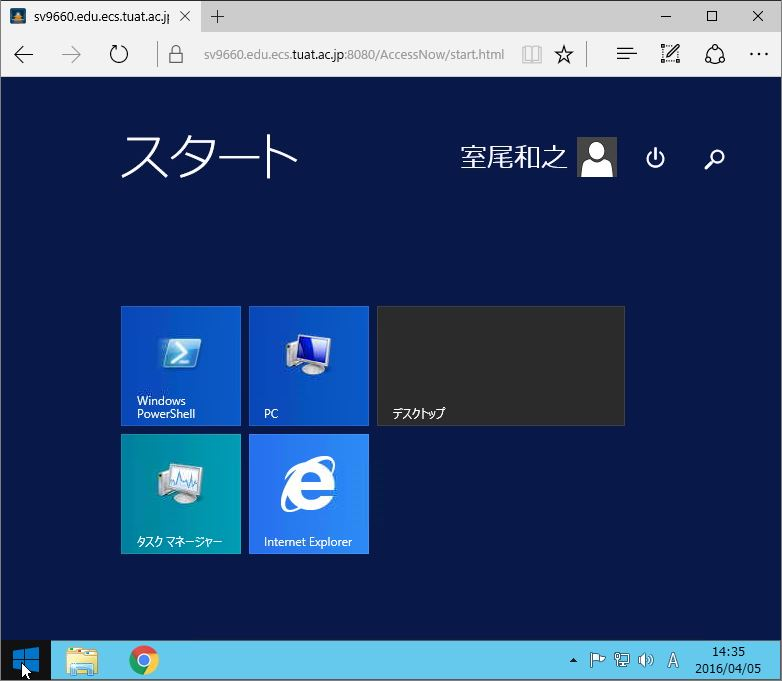 sv9660.edu.ecs.tuat.ac.j
sv9660.edu.ecs.tuat.ac.jp:8080/AccessNow/start.html
スタート
室尾和之
Windows
PowerShell
PC
デスクトップ
タスク マネージャー
Internet Explorer
A
14:35
2016/04/05